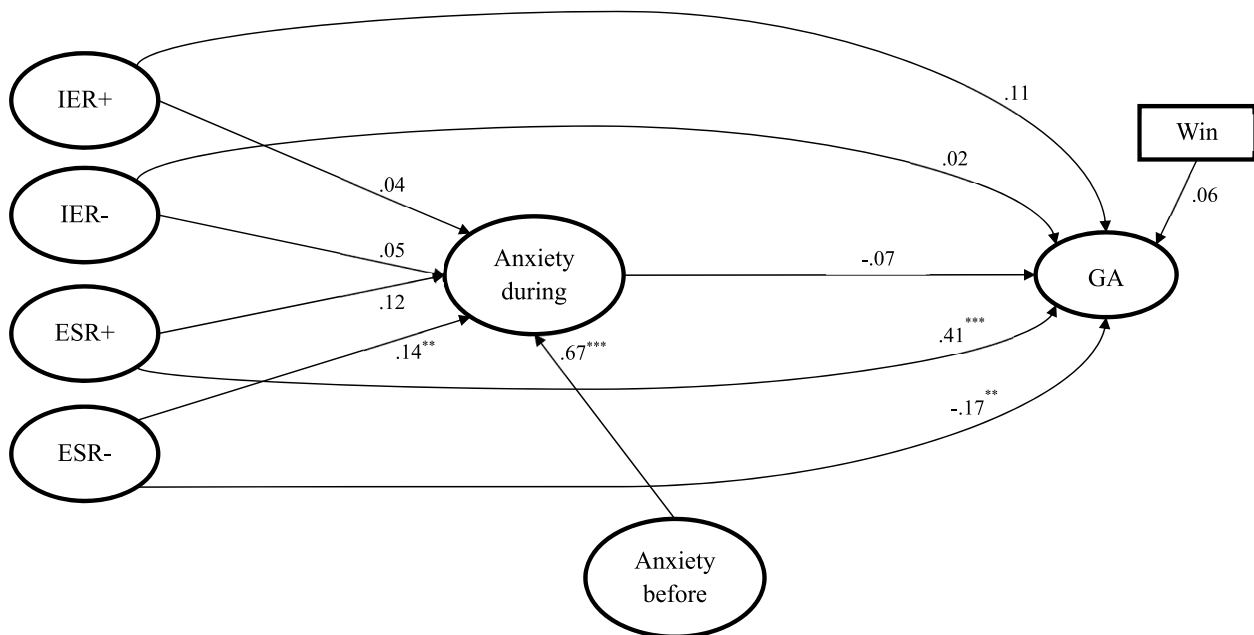 IER+
.11
Win
.02
.04
IER-
.06
.05
Anxiety
during
-.07
GA
.12
ESR+
.14**
.67***
.41***
-.17**
ESR-
Anxiety
before